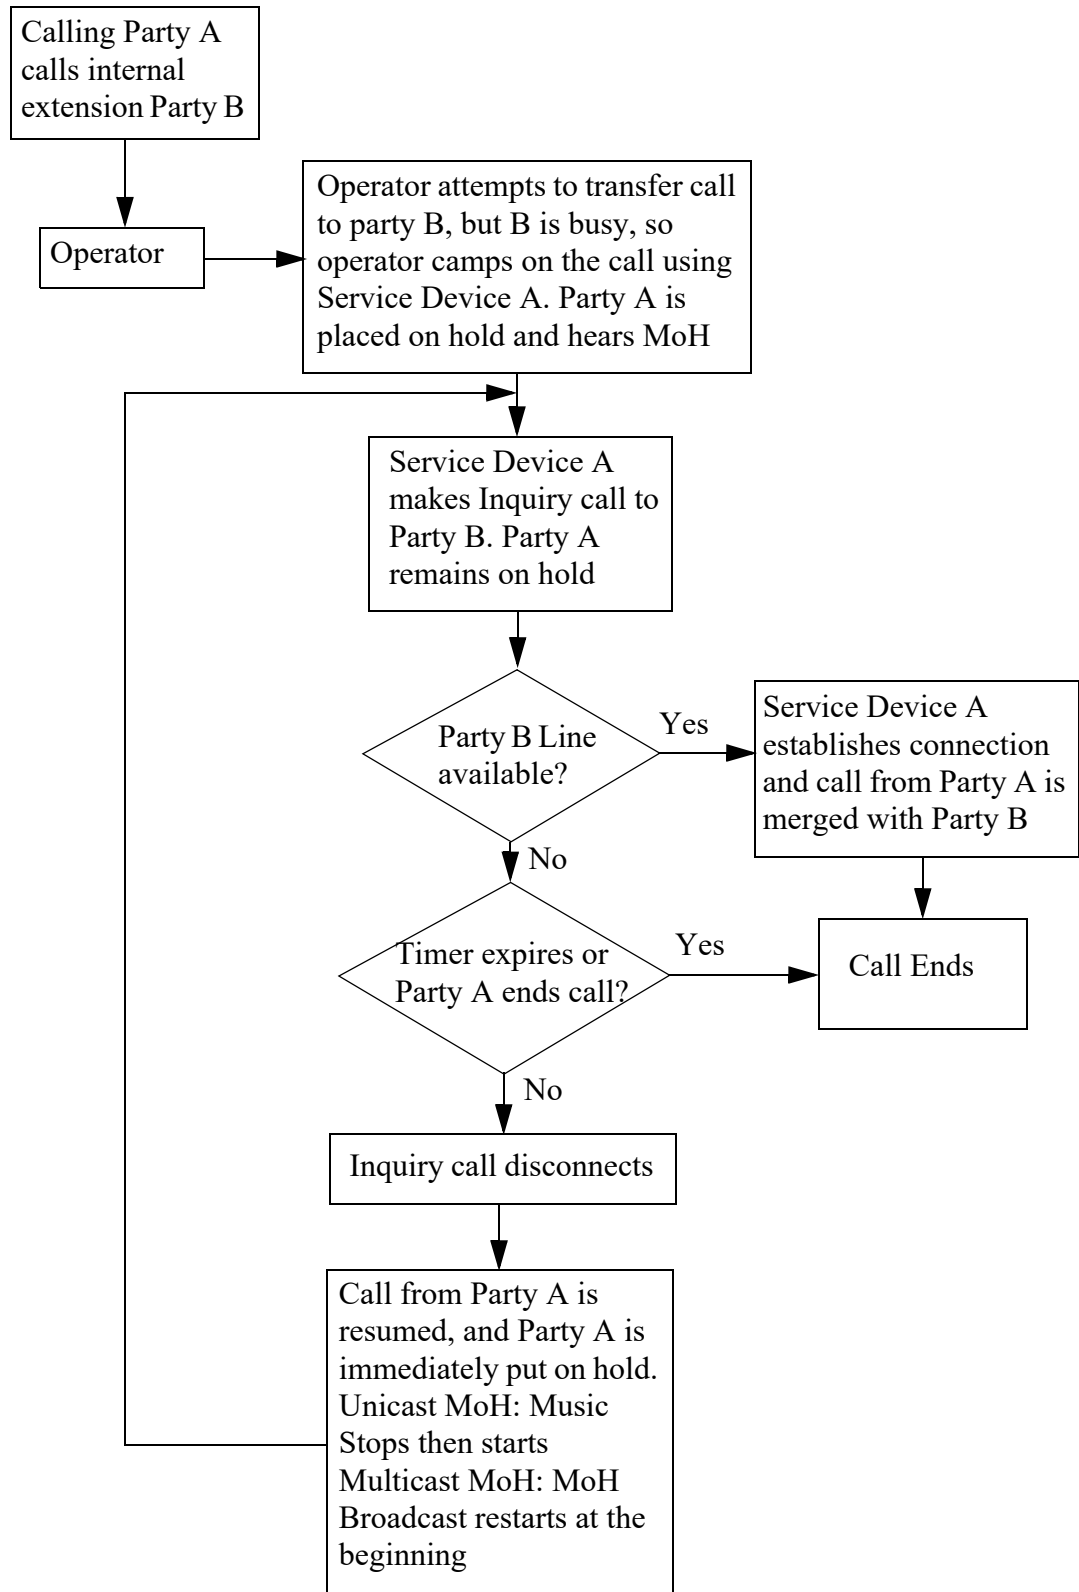 Calling Party A
calls internal
extension Party B
Operator
Operator attempts to transfer call
to party B, but B is busy, so
operator camps on the call using
Service Device A. Party A is
placed on hold and hears MoH
Service Device A
makes Inquiry call to
Party B. Party A
remains on hold
Party B Line
available?
Yes
Service Device A
establishes connection
and call from Party A is
merged with Party B
No
Timer expires or
Party A ends call?
Yes
Call Ends
No
Inquiry call disconnects
Call from Party A is
resumed, and Party A is
immediately put on hold.
Unicast MoH: Music
Stops then starts
Multicast MoH: MoH
Broadcast restarts at the
beginning